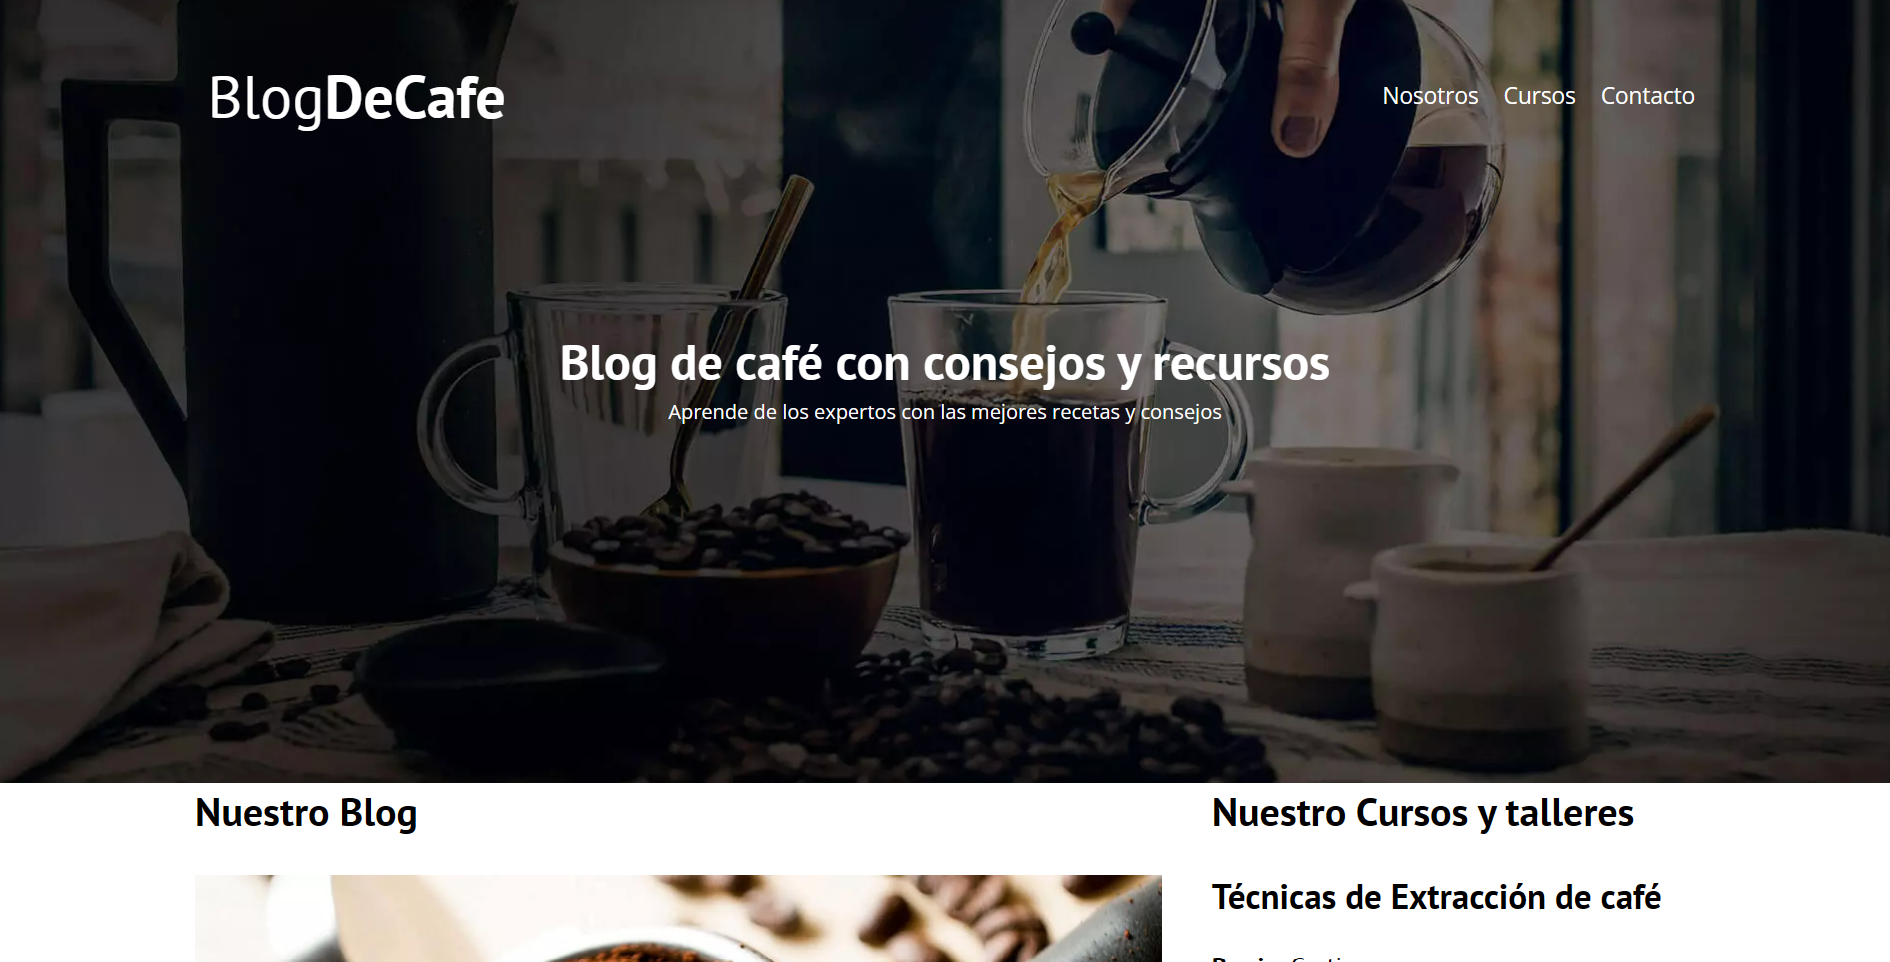 BlogDeCafe
Nosotros Cursos Contacto
Blog de café con consejos y recursos
Aprende de los expertos con las mejores recetas y consejos
Nuestro Blog
Nuestro Cursos y talleres
Técnicas de Extracción de café